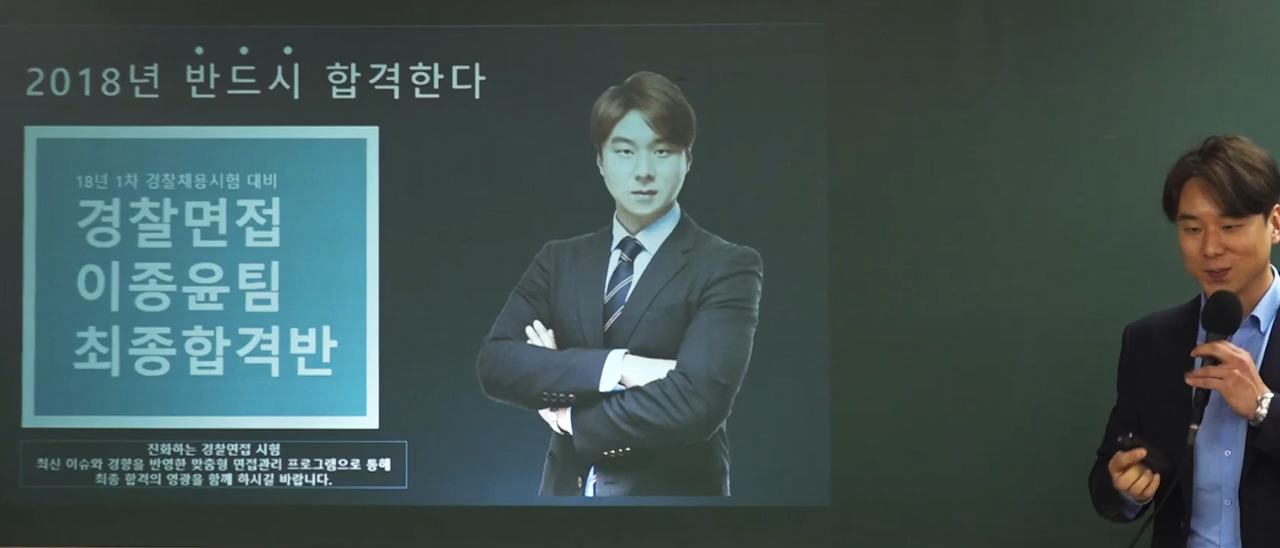 2018년 반드시 합격한다
18년 1차 경찰채용시험 대비
경찰면접
이종윤팀
최종합격반
진화하는 경찰면접 시험
최신 이슈와 경향을 반영한 맞춤형 면접관리 프로그램으로 통해
최종 합격의 영광을 함께 하시길 바랍니다.